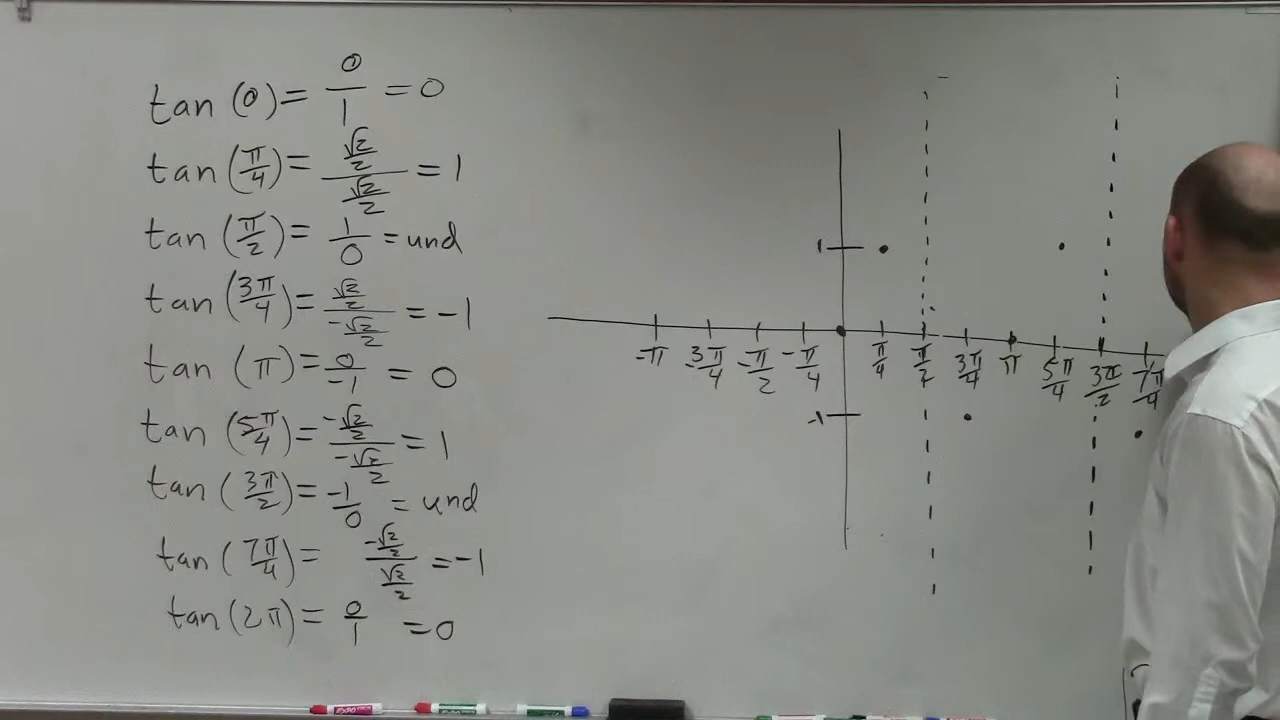 tan (0) = 0/1 = 0
tan (π/4) = (√2/2)/(√2/2) = 1
tan (π/2) = 1/0 = und
tan (3π/4) = (√2/2)/(-√2/2) = -1
tan (π) = 0/-1 = 0
tan (5π/4) = (-√2/2)/(-√2/2) = 1
tan (3π/2) = -1/0 = und
tan (7π/4) = (-√2/2)/(√2/2) = -1
tan (2π) = 0/1 = 0
1
-π -3π/4 -π/2 -π/4 π/4 π/2 3π/4 π 5π/4 3π/2 7π/4
-1
EXPO